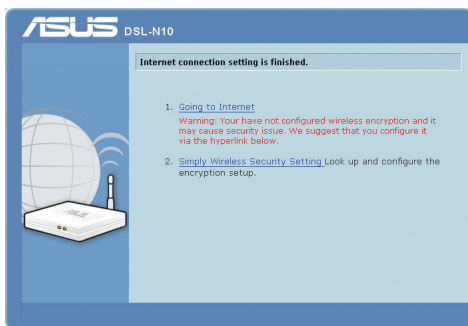 ASUS DSL-N10
Internet connection setting is finished.
1. Going to Internet
Warning: Your have not configured wireless encryption and it
may cause security issue. We suggest that you configure it
via the hyperlink below.
2. Simply Wireless Security Setting Look up and configure the
encryption setup.